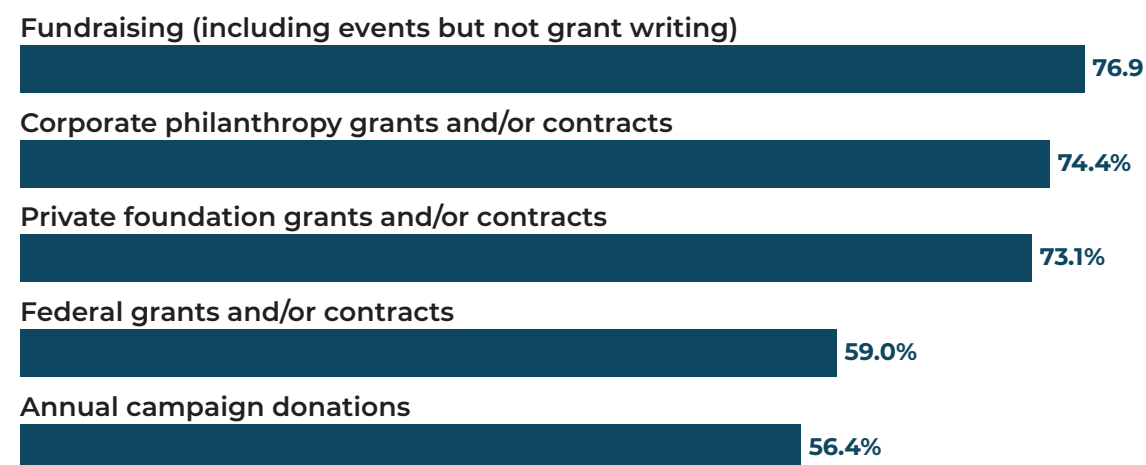 Fundraising (including events but not grant writing)
76.9
Corporate philanthropy grants and/or contracts
74.4%
Private foundation grants and/or contracts
73.1%
Federal grants and/or contracts
59.0%
Annual campaign donations
56.4%